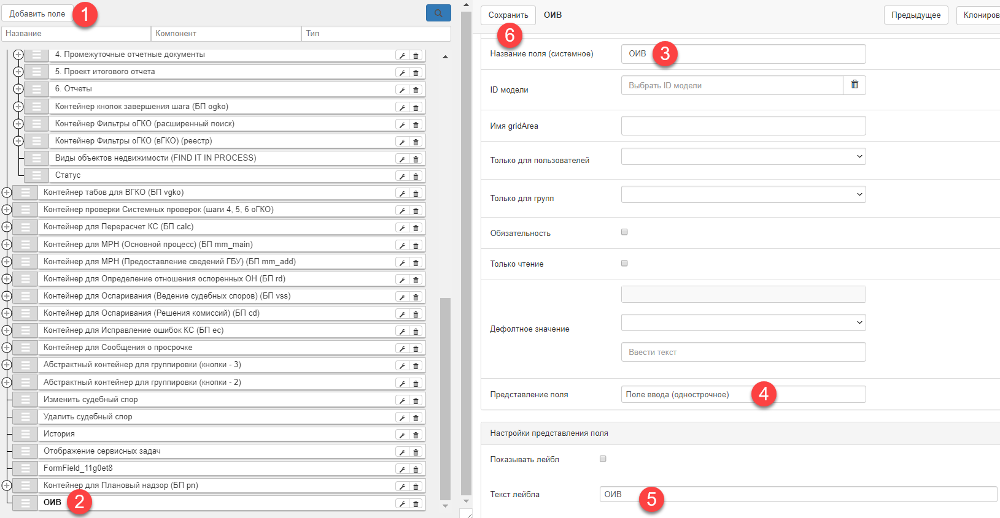 Добавить поле
1
Название
Компонент
Тип
4. Промежуточные отчетные документы
5. Проект итогового отчета
6. Отчеты
Контейнер кнопок завершения шага (БП ogko)
Контейнер Фильтры оГКО (расширенный поиск)
Контейнер Фильтры оГКО (вГКО) (реестр)
Виды объектов недвижимости (FIND IT IN PROCESS)
Статус
Контейнер табов для ВГКО (БП vgko)
Контейнер проверки Системных проверок (шаги 4, 5, 6 оГКО)
Контейнер для Перерасчет КС (БП calc)
Контейнер для МРН (Основной процесс) (БП mm_main)
Контейнер для МРН (Предоставление сведений ГБУ) (БП mm_add)
Контейнер для Определение отношения оспоренных ОН (БП rd)
Контейнер для Оспаривания (Ведение судебных споров) (БП vss)
Контейнер для Оспаривания (Решения комиссий) (БП cd)
Контейнер для Исправление ошибок КС (БП ec)
Контейнер для Сообщения о просрочке
Абстрактный контейнер для группировки (кнопки - 3)
Абстрактный контейнер для группировки (кнопки - 2)
Изменить судебный спор
Удалить судебный спор
История
Отображение сервисных задач
FormField_11g0et8
Контейнер для Плановый надзор (БП pn)
ОИВ
2
Сохранить
ОИВ
Предыдущее
Клониров
6
Название поля (системное)
ОИВ
3
ID модели
Выбрать ID модели
Имя gridArea
Только для пользователей
Только для групп
Обязательность
Только чтение
Дефолтное значение
Ввести текст
Представление поля
Поле ввода (однострочное)
4
Настройки представления поля
Показывать лейбл
Текст лейбла
ОИВ
5